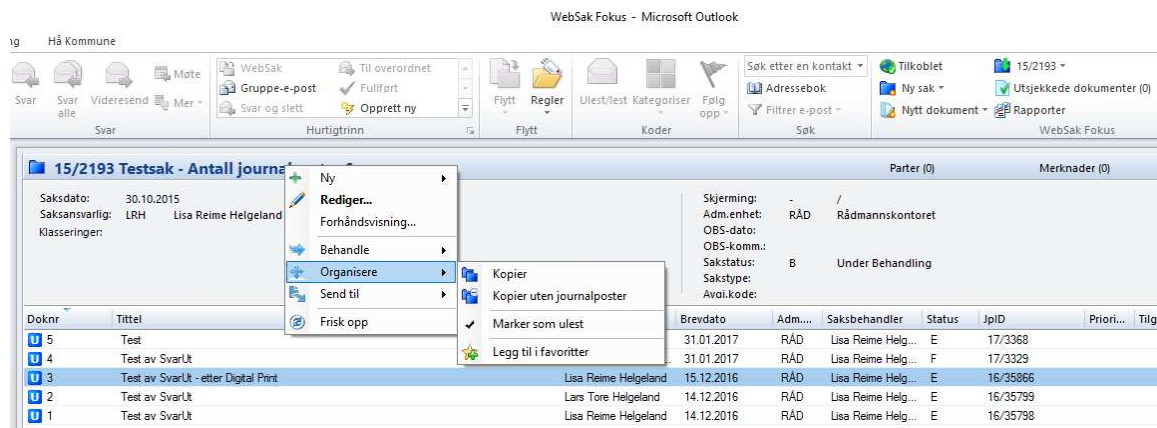 WebSak Fokus - Microsoft Outlook
ng Hå Kommune
Svar
Svar alle
Videresend
Møte
Mer
Svar
WebSak
Gruppe-e-post
Svar og slett
Til overordnet
Fullført
Opprett ny
Hurtigtrinn
Flytt
Regler
Flytt
Ulest/lest
Kategoriser
Følg opp
Koder
Søk etter en kontakt
Adressebok
Filtrer e-post
Søk
Tilkoblet
Ny sak
Nytt dokument
15/2193
Utsjekkede dokumenter (0)
Rapporter
WebSak Fokus
15/2193 Testsak - Antall journa
Parter (0)
Merknader (0)
Saksdato: 30.10.2015
Saksansvarlig: LRH Lisa Reime Helgeland
Klasseringer:
Skjerming: - /
Adm.enhet: RÅD Rådmannskontoret
OBS-dato:
OBS-komm.:
Sakstatus: B Under Behandling
Sakstype:
Avai.kode:
Ny
Rediger...
Forhåndsvisning...
Behandle
Organisere
Send til
Frisk opp
Kopier
Kopier uten journalposter
Marker som ulest
Legg til i favoritter
Doknr Tittel Brevdato Adm.... Saksbehandler Status JpID Priori... Tilg
U 5 Test 31.01.2017 RÅD Lisa Reime Helg... E 17/3368
U 4 Test av SvarUt 31.01.2017 RÅD Lisa Reime Helg... F 17/3329
U 3 Test av SvarUt - etter Digital Print Lisa Reime Helgeland 15.12.2016 RÅD Lisa Reime Helg... E 16/35866
U 2 Test av SvarUt Lars Tore Helgeland 14.12.2016 RÅD Lisa Reime Helg... E 16/35799
U 1 Test av SvarUt Lisa Reime Helgeland 14.12.2016 RÅD Lisa Reime Helg... E 16/35798